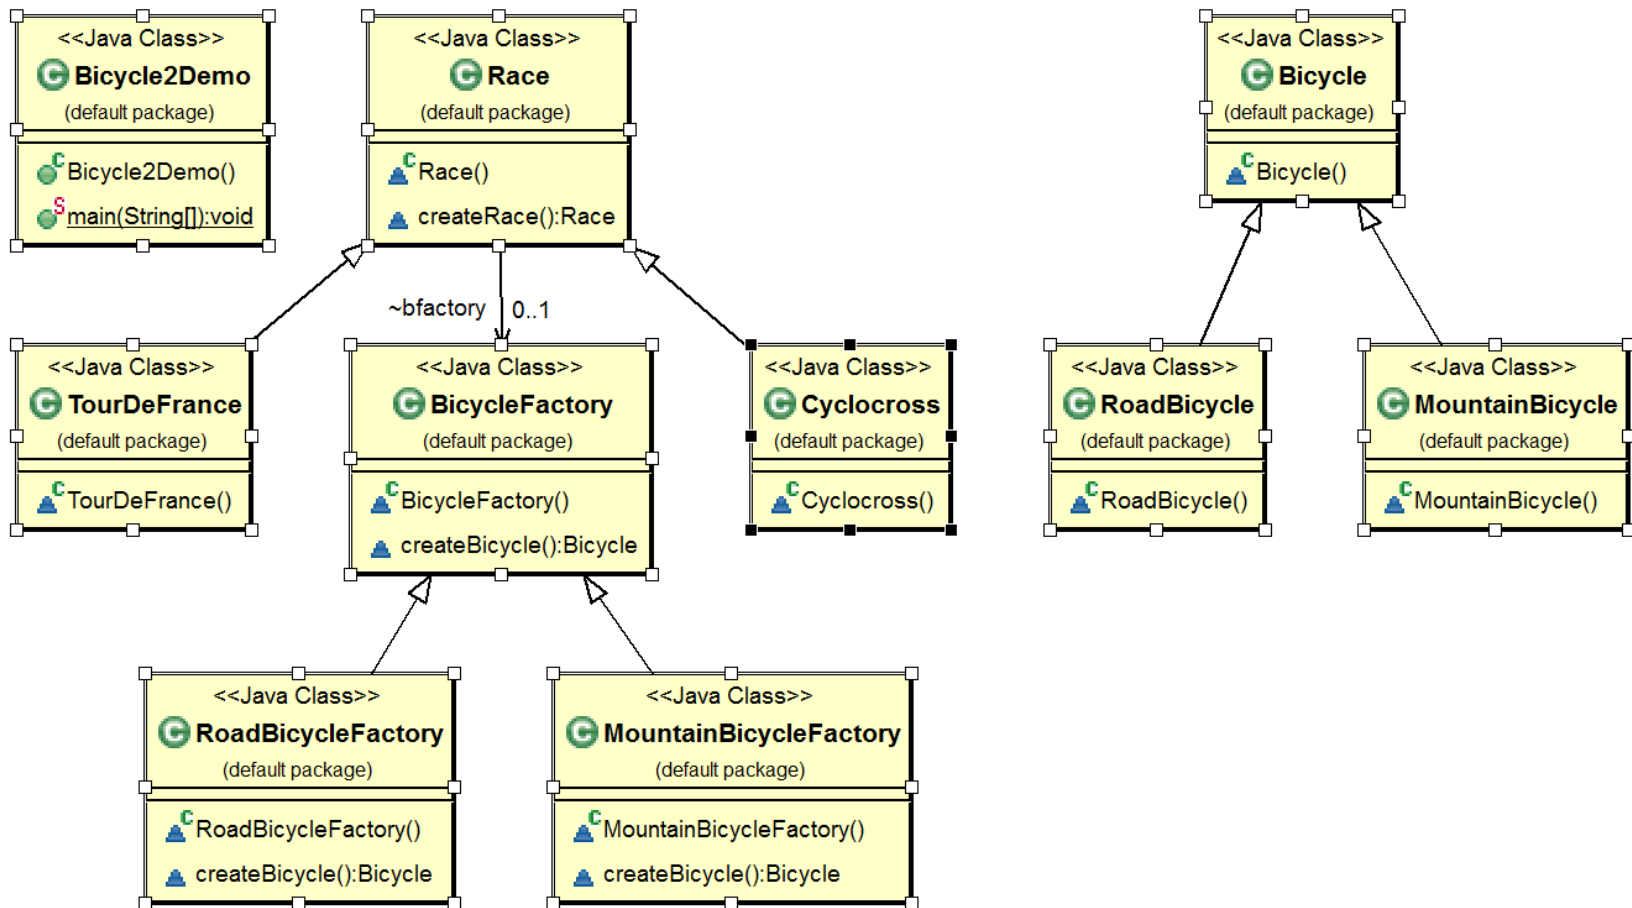 <<Java Class>>
Bicycle2Demo
(default package)
Bicycle2Demo()
main(String[]):void
<<Java Class>>
Race
(default package)
Race()
createRace():Race
<<Java Class>>
Bicycle
(default package)
Bicycle()
~bfactory
0..1
<<Java Class>>
TourDeFrance
(default package)
TourDeFrance()
<<Java Class>>
BicycleFactory
(default package)
BicycleFactory()
createBicycle():Bicycle
<<Java Class>>
Cyclocross
(default package)
Cyclocross()
<<Java Class>>
RoadBicycle
(default package)
RoadBicycle()
<<Java Class>>
MountainBicycle
(default package)
MountainBicycle()
<<Java Class>>
RoadBicycleFactory
(default package)
RoadBicycleFactory()
createBicycle():Bicycle
<<Java Class>>
MountainBicycleFactory
(default package)
MountainBicycleFactory()
createBicycle():Bicycle